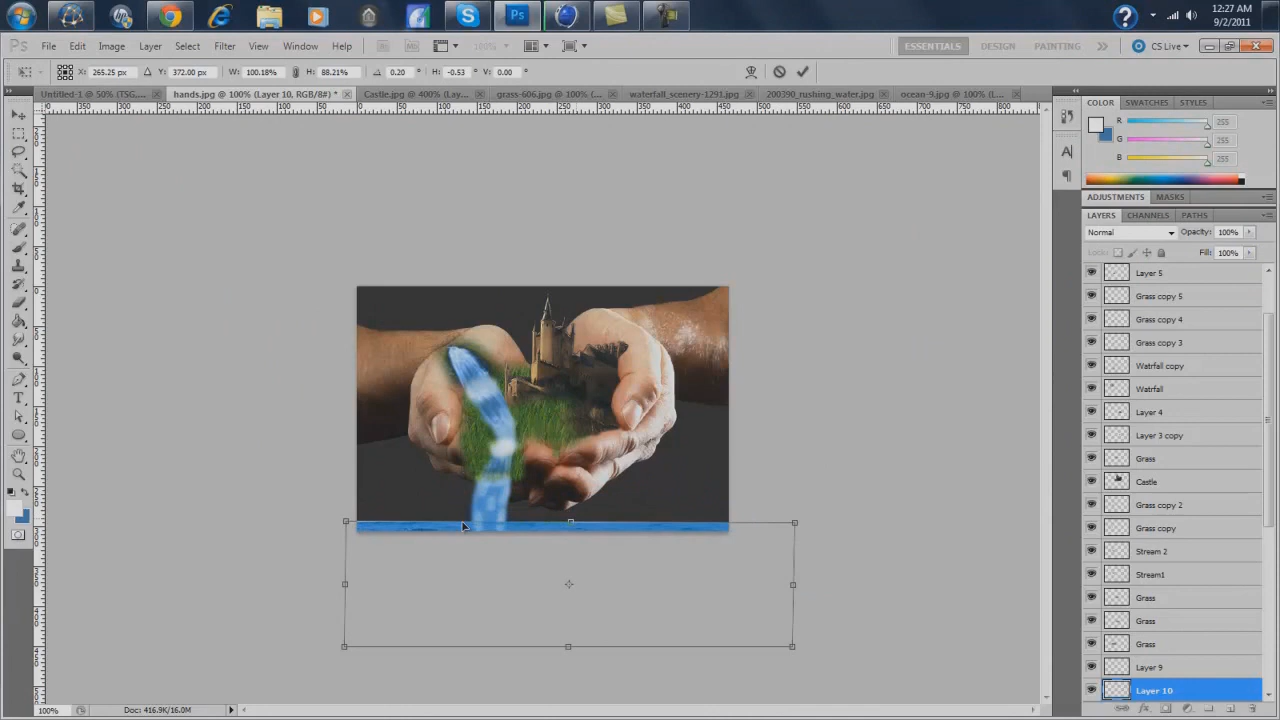 12:27 AM
9/2/2011
Ps File Edit Image Layer Select Filter View Window Help 100% ESSENTIALS DESIGN PAINTING CS Live
X: 265.25 px Y: 372.00 px W: 100.18% H: 88.21% 0.20 ° H: -0.53 ° V: 0.00 °
Untitled-1 @ 50% (TSG,... hands.jpg @ 100% (Layer 10, RGB/8#) * Castle.jpg @ 400% (Lay... grass-606.jpg @ 100% (... waterfall_scenery-1291.jpg 200390_rushing_water.jpg ocean-9.jpg @ 100% (L...
COLOR SWATCHES STYLES
R 255
G 255
B 255
ADJUSTMENTS MASKS
LAYERS CHANNELS PATHS
Normal Opacity: 100%
Lock: Fill: 100%
Layer 5
Grass copy 5
Grass copy 4
Grass copy 3
Watrfall copy
Watrfall
Layer 4
Layer 3 copy
Grass
Castle
Grass copy 2
Grass copy
Stream 2
Stream1
Grass
Grass
Grass
Layer 9
Layer 10
100% Doc: 416.9K/16.0M